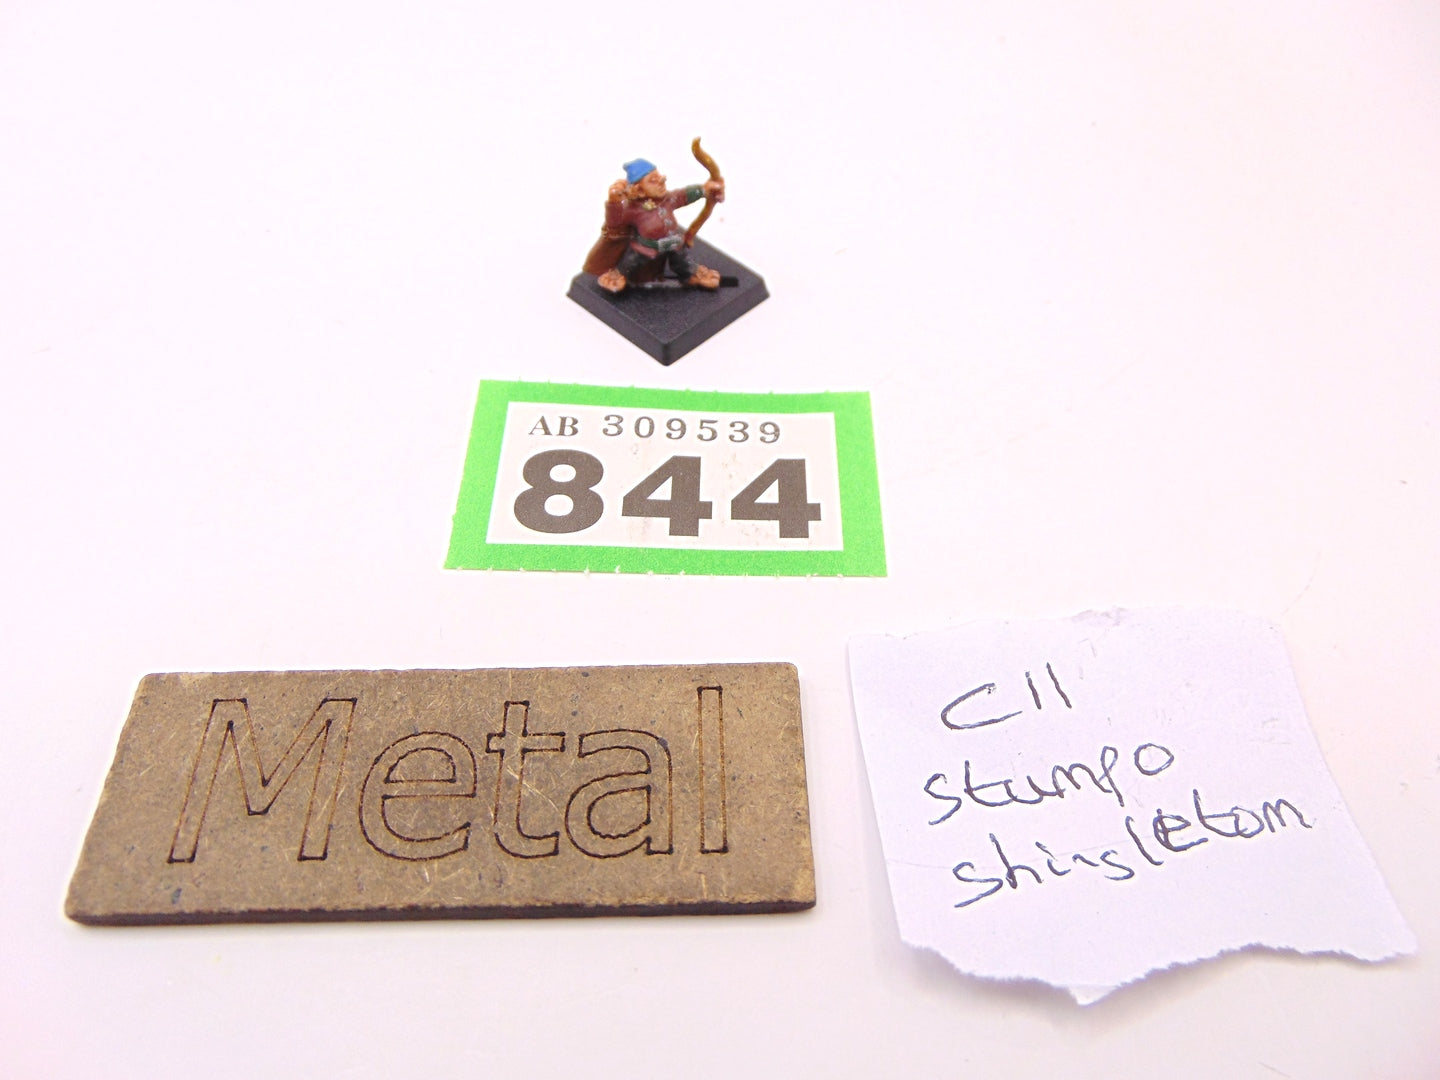 AB 309539
844
Metal
C11
Stumpo
Shingleton